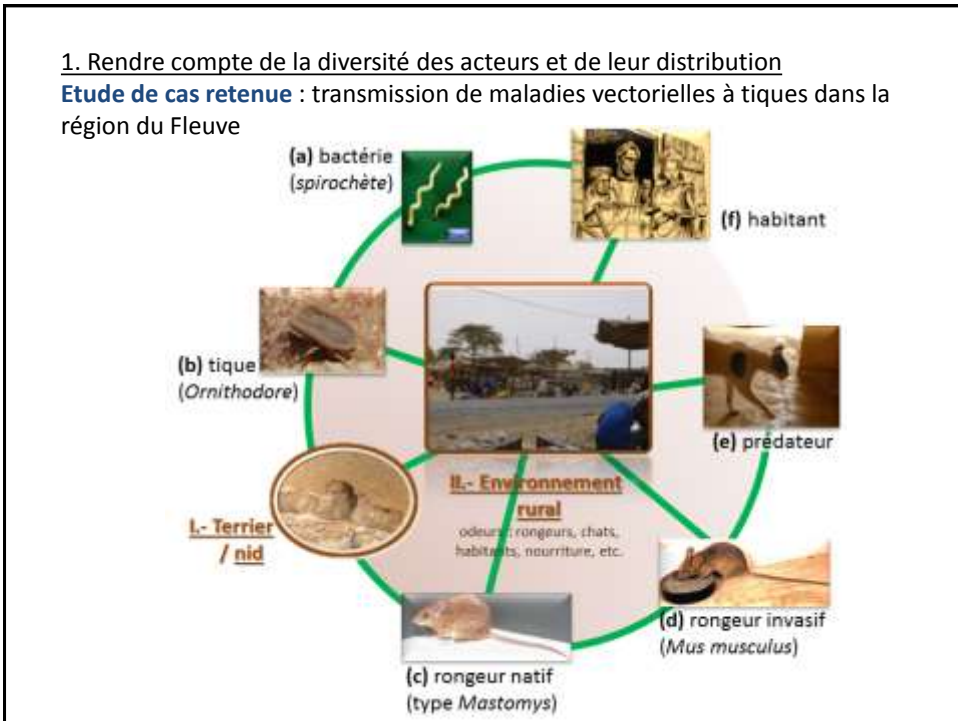 1. Rendre compte de la diversité des acteurs et de leur distribution
Etude de cas retenue : transmission de maladies vectorielles à tiques dans la
région du Fleuve
(a) bactérie
(spirochète)
(f) habitant
(b) tique
(Ornithodore)
(e) prédateur
I.- Terrier
/ nid
II.- Environnement
rural
odeurs : rongeurs, chats,
habitants, nourriture, etc.
(d) rongeur invasif
(Mus musculus)
(c) rongeur natif
(type Mastomys)